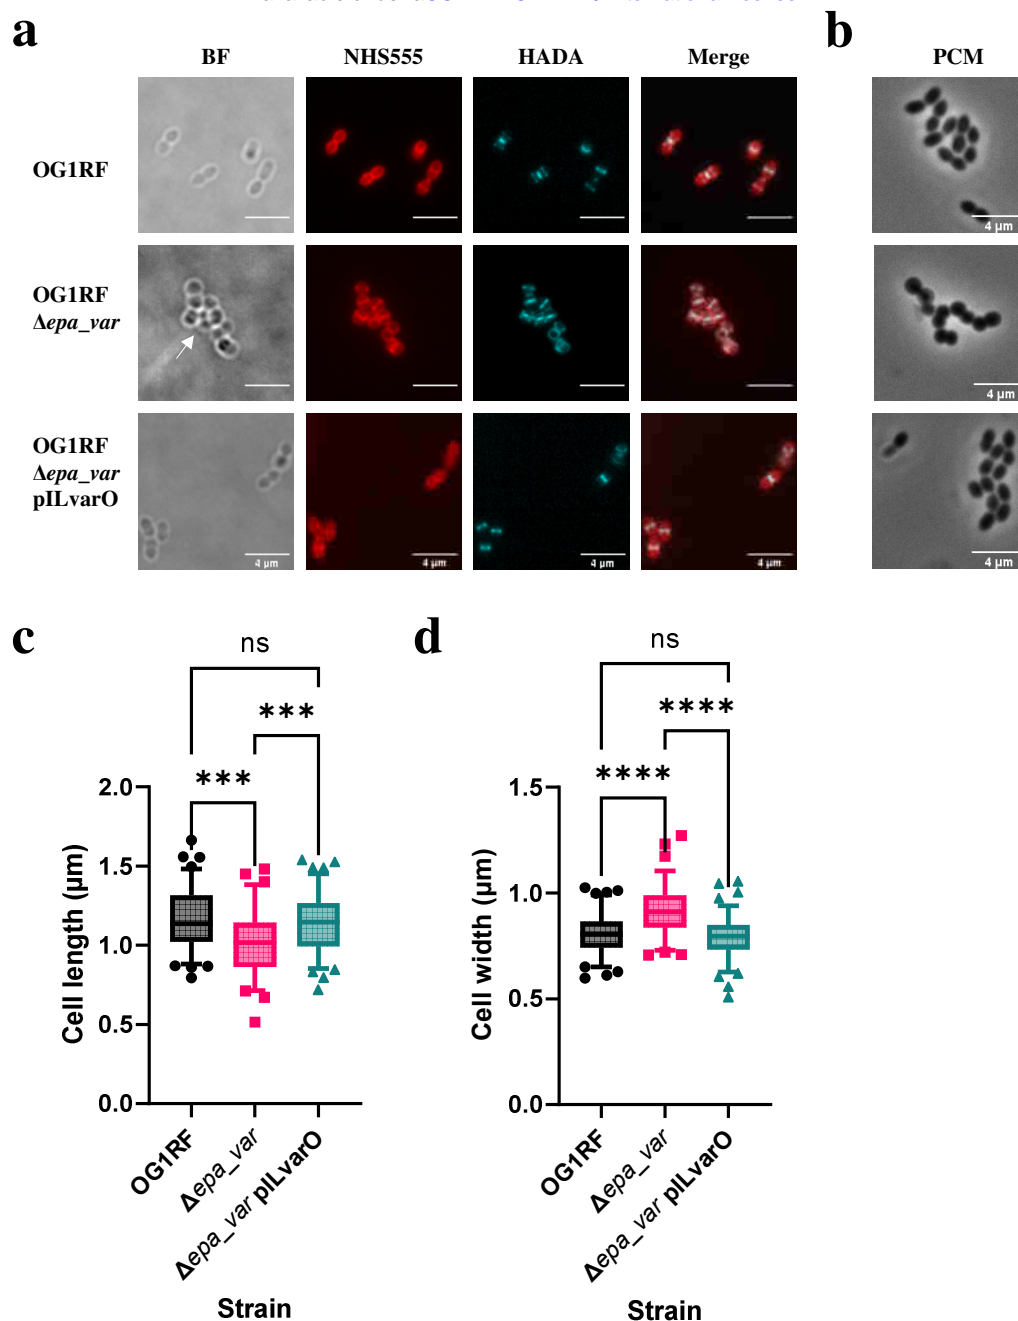 a
b
BF
NHS555
HADA
Merge
PCM
OG1RF
4 µm
OG1RF
Δepa_var
4 µm
OG1RF
Δepa_var
pILvarO
4 µm
4 µm
4 µm
4 µm
c
d
ns
ns
***
****
***
****
2.0
1.5
1.0
0.5
0.0
Cell length (µm)
OG1RF
Δepa_var
Δepa_var pILvarO
Strain
1.5
1.0
0.5
0.0
Cell width (µm)
OG1RF
Δepa_var
Δepa_var pILvarO
Strain